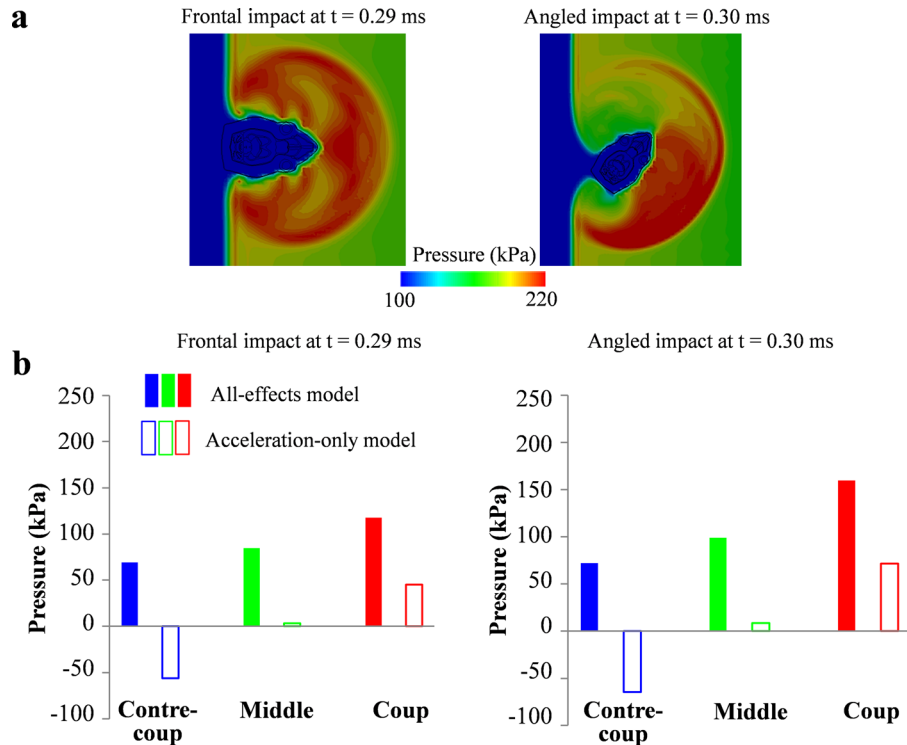 a
Frontal impact at t = 0.29 ms
Angled impact at t = 0.30 ms
Pressure (kPa)
100
220
b
Frontal impact at t = 0.29 ms
All-effects model
Acceleration-only model
Pressure (kPa)
250
200
150
100
50
0
-50
-100
Contre-
coup
Middle
Coup
Angled impact at t = 0.30 ms
Pressure (kPa)
250
200
150
100
50
0
-50
-100
Contre-
coup
Middle
Coup